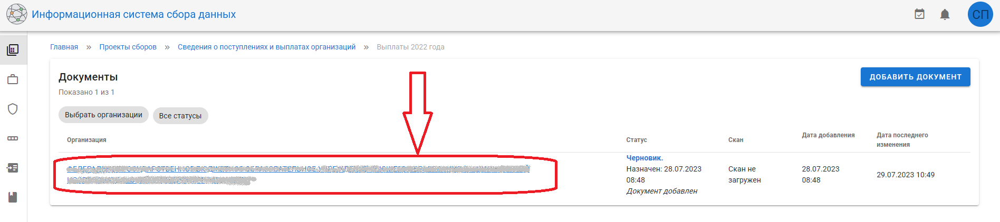 Информационная система сбора данных
СП
Главная » Проекты сборов » Сведения о поступлениях и выплатах организаций » Выплаты 2022 года
Документы
ДОБАВИТЬ ДОКУМЕНТ
Показано 1 из 1
Выбрать организации
Все статусы
Организация
Статус
Скан
Дата добавления
Дата последнего
изменения
Черновик.
Назначен: 28.07.2023
08:48
Документ добавлен
Скан не
загружен
28.07.2023
08:48
29.07.2023 10:49